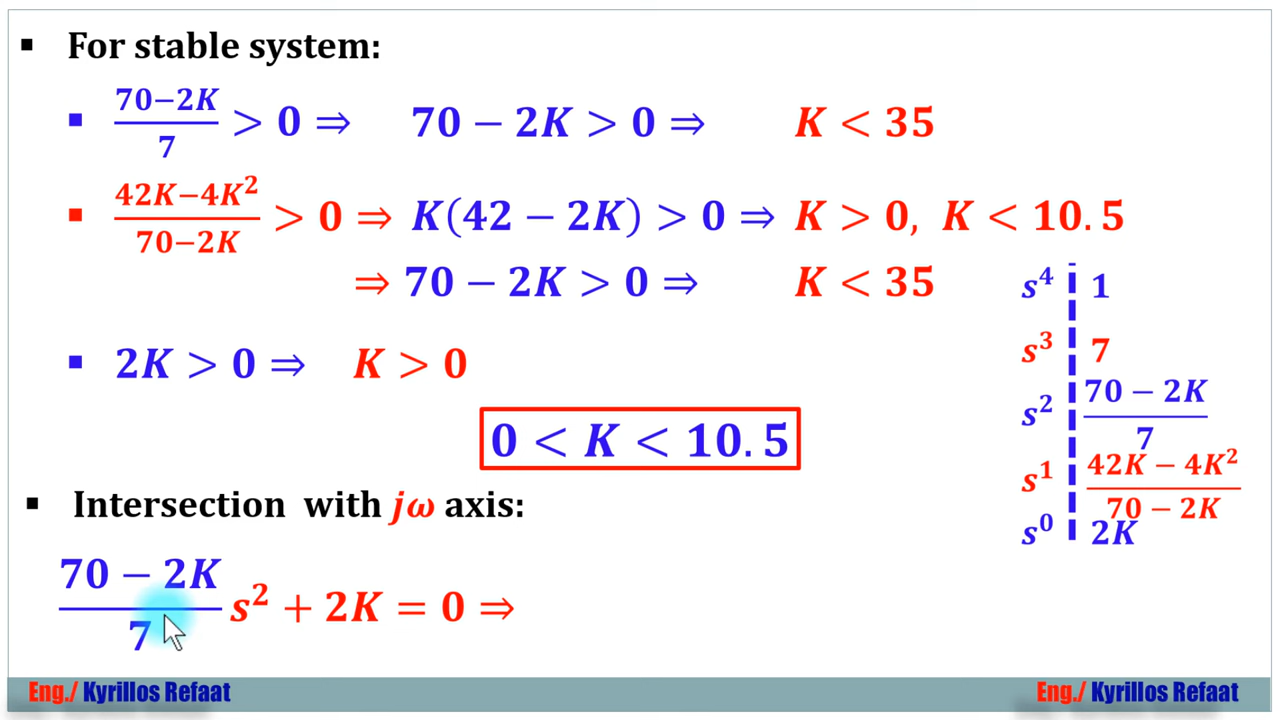 ▪ For stable system:
▪ (70−2K)/7 > 0 ⇒ 70 − 2K > 0 ⇒ K < 35
▪ (42K−4K²)/(70−2K) > 0 ⇒ K(42 − 2K) > 0 ⇒ K > 0, K < 10.5
⇒ 70 − 2K > 0 ⇒ K < 35
▪ 2K > 0 ⇒ K > 0
0 < K < 10.5
s⁴ 1
s³ 7
s² (70 − 2K)/7
s¹ (42K − 4K²)/(70 − 2K)
s⁰ 2K
▪ Intersection with jω axis:
(70 − 2K)/7 s² + 2K = 0 ⇒
Eng./ Kyrillos Refaat
Eng./ Kyrillos Refaat